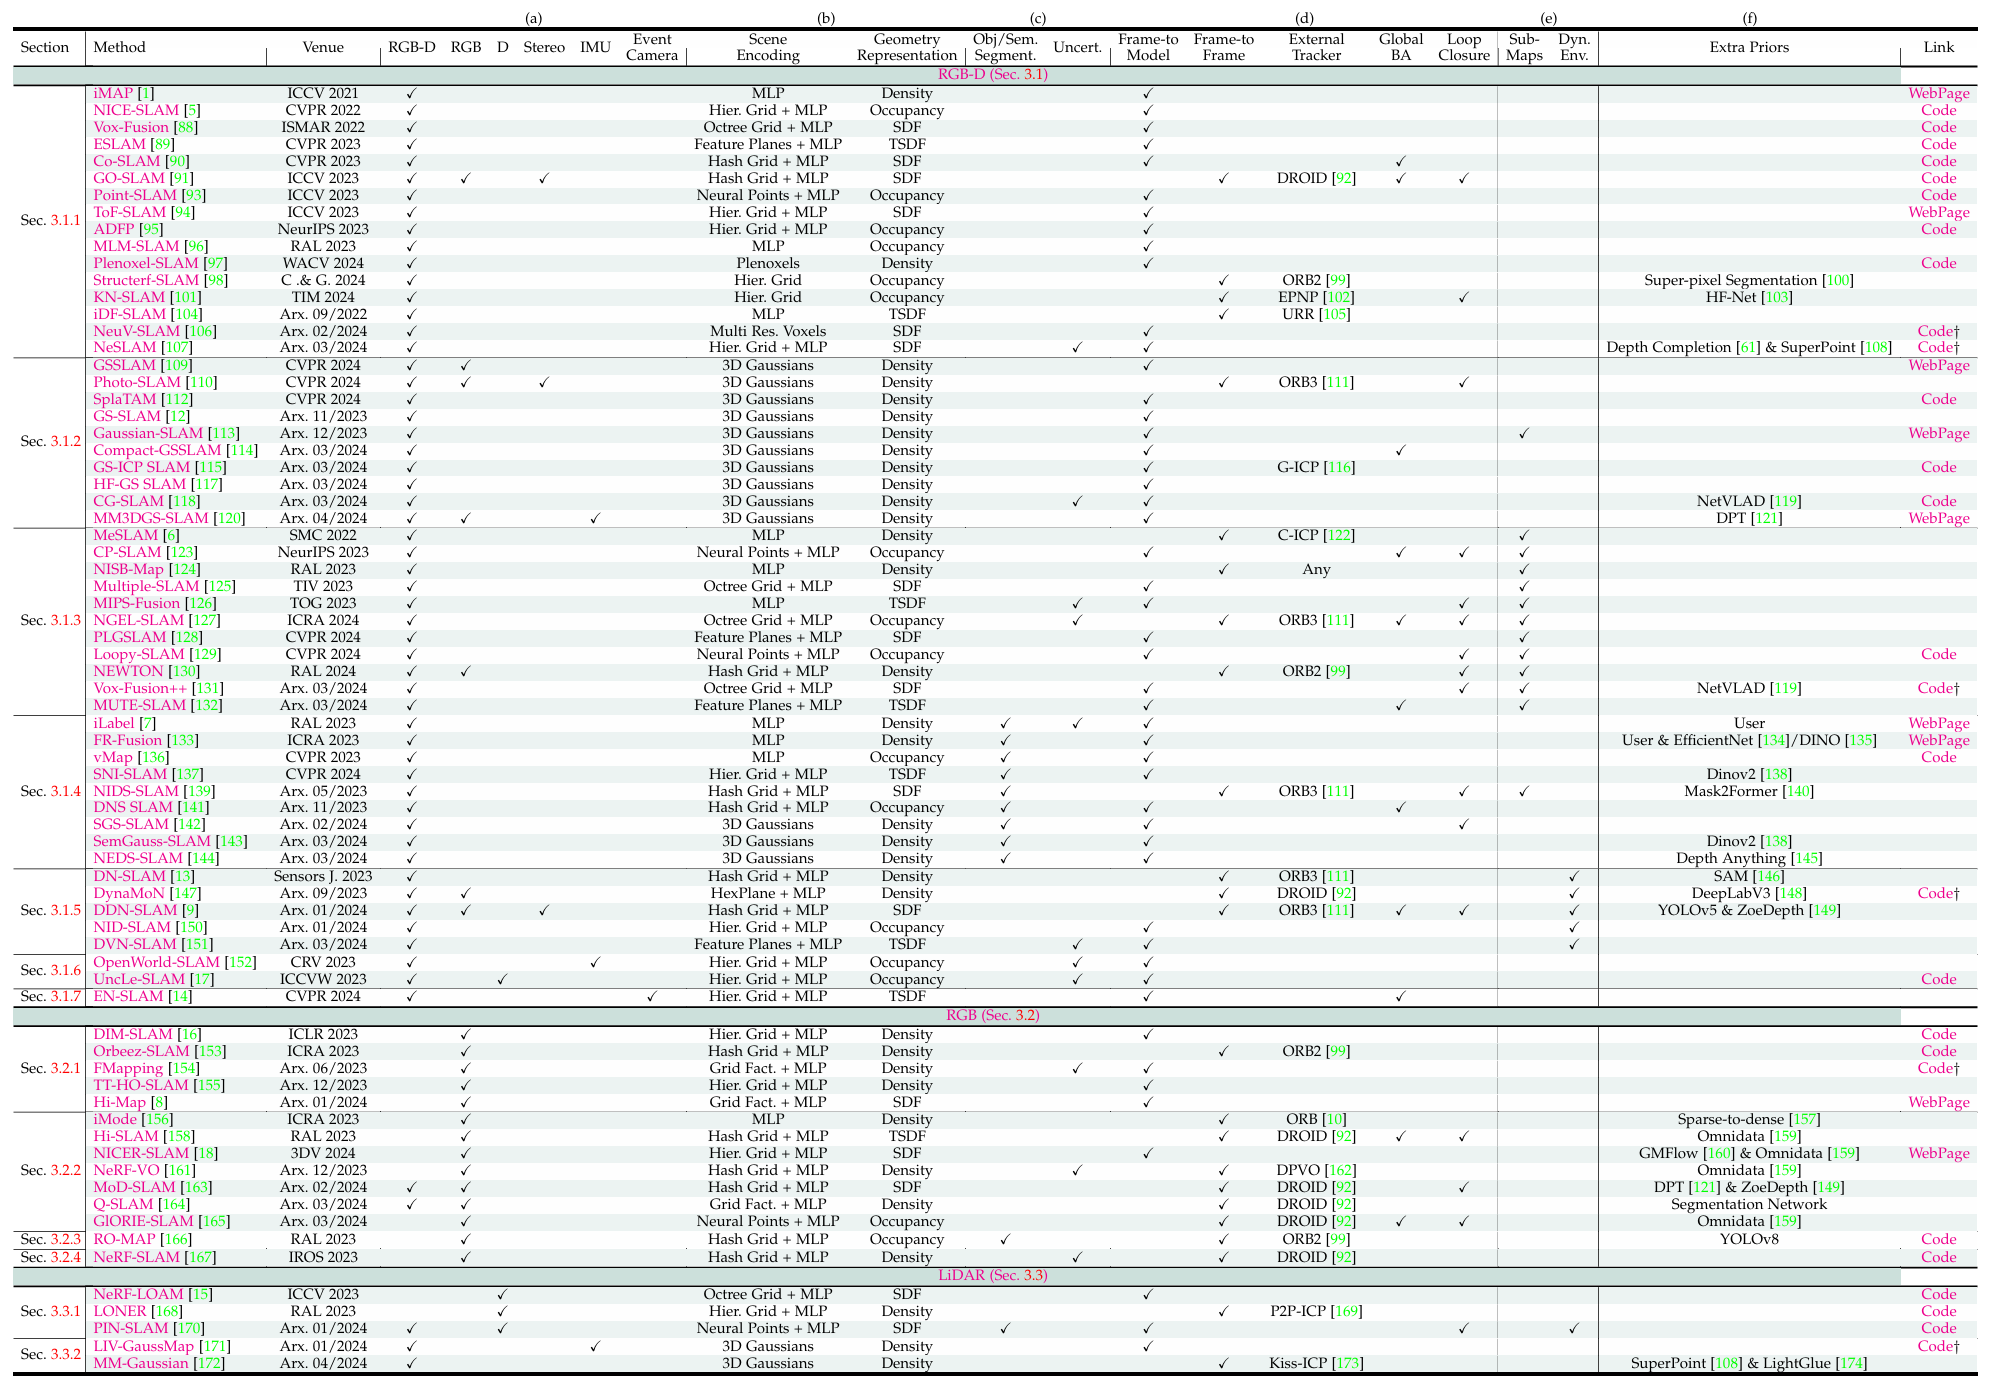 (a) (b) (c) (d) (e) (f)
Section Method Venue RGB-D RGB D Stereo IMU Event Camera Scene Encoding Geometry Representation Obj/Sem. Segment. Uncert. Frame-to Model Frame-to Frame External Tracker Global BA Loop Closure Sub-Maps Dyn. Env. Extra Priors Link
RGB-D (Sec. 3.1)
Sec. 3.1.1
iMAP [1] ICCV 2021 ✓ MLP Density ✓ WebPage
NICE-SLAM [5] CVPR 2022 ✓ Hier. Grid + MLP Occupancy ✓ Code
Vox-Fusion [88] ISMAR 2022 ✓ Octree Grid + MLP SDF ✓ Code
ESLAM [89] CVPR 2023 ✓ Feature Planes + MLP TSDF ✓ Code
Co-SLAM [90] CVPR 2023 ✓ Hash Grid + MLP SDF ✓ ✓ Code
GO-SLAM [91] ICCV 2023 ✓ ✓ ✓ Hash Grid + MLP SDF ✓ DROID [92] ✓ ✓ Code
Point-SLAM [93] ICCV 2023 ✓ Neural Points + MLP Occupancy ✓ Code
ToF-SLAM [94] ICCV 2023 ✓ Hier. Grid + MLP SDF ✓ WebPage
ADFP [95] NeurIPS 2023 ✓ Hier. Grid + MLP Occupancy ✓ Code
MLM-SLAM [96] RAL 2023 ✓ MLP Occupancy ✓
Plenoxel-SLAM [97] WACV 2024 ✓ Plenoxels Density ✓ Code
Structerf-SLAM [98] C .& G. 2024 ✓ Hier. Grid Occupancy ✓ ORB2 [99] Super-pixel Segmentation [100]
KN-SLAM [101] TIM 2024 ✓ Hier. Grid Occupancy ✓ EPNP [102] ✓ HF-Net [103]
iDF-SLAM [104] Arx. 09/2022 ✓ MLP TSDF ✓ URR [105]
NeuV-SLAM [106] Arx. 02/2024 ✓ Multi Res. Voxels SDF ✓ Code†
NeSLAM [107] Arx. 03/2024 ✓ Hier. Grid + MLP SDF ✓ ✓ Depth Completion [61] & SuperPoint [108] Code†
Sec. 3.1.2
GSSLAM [109] CVPR 2024 ✓ ✓ 3D Gaussians Density ✓ WebPage
Photo-SLAM [110] CVPR 2024 ✓ ✓ ✓ 3D Gaussians Density ✓ ORB3 [111] ✓
SplaTAM [112] CVPR 2024 ✓ 3D Gaussians Density ✓ Code
GS-SLAM [12] Arx. 11/2023 ✓ 3D Gaussians Density ✓
Gaussian-SLAM [113] Arx. 12/2023 ✓ 3D Gaussians Density ✓ ✓ WebPage
Compact-GSSLAM [114] Arx. 03/2024 ✓ 3D Gaussians Density ✓ ✓
GS-ICP SLAM [115] Arx. 03/2024 ✓ 3D Gaussians Density ✓ G-ICP [116] Code
HF-GS SLAM [117] Arx. 03/2024 ✓ 3D Gaussians Density ✓
CG-SLAM [118] Arx. 03/2024 ✓ 3D Gaussians Density ✓ ✓ NetVLAD [119] Code
MM3DGS-SLAM [120] Arx. 04/2024 ✓ ✓ ✓ 3D Gaussians Density ✓ DPT [121] WebPage
Sec. 3.1.3
MeSLAM [6] SMC 2022 ✓ MLP Density ✓ C-ICP [122] ✓
CP-SLAM [123] NeurIPS 2023 ✓ Neural Points + MLP Occupancy ✓ ✓ ✓ ✓
NISB-Map [124] RAL 2023 ✓ MLP Density ✓ Any ✓
Multiple-SLAM [125] TIV 2023 ✓ Octree Grid + MLP SDF ✓ ✓
MIPS-Fusion [126] TOG 2023 ✓ MLP TSDF ✓ ✓ ✓ ✓
NGEL-SLAM [127] ICRA 2024 ✓ Octree Grid + MLP Occupancy ✓ ✓ ORB3 [111] ✓ ✓ ✓
PLGSLAM [128] CVPR 2024 ✓ Feature Planes + MLP SDF ✓ ✓
Loopy-SLAM [129] CVPR 2024 ✓ Neural Points + MLP Occupancy ✓ ✓ ✓ Code
NEWTON [130] RAL 2024 ✓ ✓ Hash Grid + MLP Density ✓ ORB2 [99] ✓ ✓
Vox-Fusion++ [131] Arx. 03/2024 ✓ Octree Grid + MLP SDF ✓ ✓ ✓ NetVLAD [119] Code†
MUTE-SLAM [132] Arx. 03/2024 ✓ Feature Planes + MLP TSDF ✓ ✓ ✓
Sec. 3.1.4
iLabel [7] RAL 2023 ✓ MLP Density ✓ ✓ ✓ User WebPage
FR-Fusion [133] ICRA 2023 ✓ MLP Density ✓ ✓ User & EfficientNet [134]/DINO [135] WebPage
vMap [136] CVPR 2023 ✓ MLP Occupancy ✓ ✓ Code
SNI-SLAM [137] CVPR 2024 ✓ Hier. Grid + MLP TSDF ✓ ✓ Dinov2 [138]
NIDS-SLAM [139] Arx. 05/2023 ✓ Hash Grid + MLP SDF ✓ ✓ ORB3 [111] ✓ ✓ Mask2Former [140]
DNS SLAM [141] Arx. 11/2023 ✓ Hash Grid + MLP Occupancy ✓ ✓ ✓
SGS-SLAM [142] Arx. 02/2024 ✓ 3D Gaussians Density ✓ ✓ ✓
SemGauss-SLAM [143] Arx. 03/2024 ✓ 3D Gaussians Density ✓ ✓ Dinov2 [138]
NEDS-SLAM [144] Arx. 03/2024 ✓ 3D Gaussians Density ✓ ✓ Depth Anything [145]
Sec. 3.1.5
DN-SLAM [13] Sensors J. 2023 ✓ Hash Grid + MLP Density ✓ ORB3 [111] ✓ SAM [146]
DynaMoN [147] Arx. 09/2023 ✓ ✓ HexPlane + MLP Density ✓ DROID [92] ✓ DeepLabV3 [148] Code†
DDN-SLAM [9] Arx. 01/2024 ✓ ✓ ✓ Hash Grid + MLP SDF ✓ ORB3 [111] ✓ ✓ ✓ YOLOv5 & ZoeDepth [149]
NID-SLAM [150] Arx. 01/2024 ✓ Hier. Grid + MLP Occupancy ✓ ✓
DVN-SLAM [151] Arx. 03/2024 ✓ Feature Planes + MLP TSDF ✓ ✓ ✓
Sec. 3.1.6
OpenWorld-SLAM [152] CRV 2023 ✓ ✓ Hier. Grid + MLP Occupancy ✓ ✓
UncLe-SLAM [17] ICCVW 2023 ✓ ✓ Hier. Grid + MLP Occupancy ✓ ✓ Code
Sec. 3.1.7 EN-SLAM [14] CVPR 2024 ✓ ✓ Hier. Grid + MLP TSDF ✓ ✓
RGB (Sec. 3.2)
Sec. 3.2.1
DIM-SLAM [16] ICLR 2023 ✓ Hier. Grid + MLP Density ✓ Code
Orbeez-SLAM [153] ICRA 2023 ✓ Hash Grid + MLP Density ✓ ORB2 [99] Code
FMapping [154] Arx. 06/2023 ✓ Grid Fact. + MLP Density ✓ ✓ Code†
TT-HO-SLAM [155] Arx. 12/2023 ✓ Hier. Grid + MLP Density ✓
Hi-Map [8] Arx. 01/2024 ✓ Grid Fact. + MLP SDF ✓ WebPage
Sec. 3.2.2
iMode [156] ICRA 2023 ✓ MLP Density ✓ ORB [10] Sparse-to-dense [157]
Hi-SLAM [158] RAL 2023 ✓ Hash Grid + MLP TSDF ✓ DROID [92] ✓ ✓ Omnidata [159]
NICER-SLAM [18] 3DV 2024 ✓ Hier. Grid + MLP SDF ✓ GMFlow [160] & Omnidata [159] WebPage
NeRF-VO [161] Arx. 12/2023 ✓ Hash Grid + MLP Density ✓ ✓ DPVO [162] Omnidata [159]
MoD-SLAM [163] Arx. 02/2024 ✓ ✓ Hash Grid + MLP SDF ✓ DROID [92] ✓ DPT [121] & ZoeDepth [149]
Q-SLAM [164] Arx. 03/2024 ✓ ✓ Grid Fact. + MLP Density ✓ DROID [92] Segmentation Network
GlORIE-SLAM [165] Arx. 03/2024 ✓ Neural Points + MLP Occupancy ✓ DROID [92] ✓ ✓ Omnidata [159]
Sec. 3.2.3 RO-MAP [166] RAL 2023 ✓ Hash Grid + MLP Occupancy ✓ ✓ ORB2 [99] YOLOv8 Code
Sec. 3.2.4 NeRF-SLAM [167] IROS 2023 ✓ Hash Grid + MLP Density ✓ ✓ DROID [92] Code
LiDAR (Sec. 3.3)
Sec. 3.3.1
NeRF-LOAM [15] ICCV 2023 ✓ Octree Grid + MLP SDF ✓ Code
LONER [168] RAL 2023 ✓ Hier. Grid + MLP Density ✓ P2P-ICP [169] Code
PIN-SLAM [170] Arx. 01/2024 ✓ ✓ Neural Points + MLP SDF ✓ ✓ ✓ ✓ Code
Sec. 3.3.2
LIV-GaussMap [171] Arx. 01/2024 ✓ ✓ 3D Gaussians Density ✓ Code†
MM-Gaussian [172] Arx. 04/2024 ✓ 3D Gaussians Density ✓ Kiss-ICP [173] SuperPoint [108] & LightGlue [174]